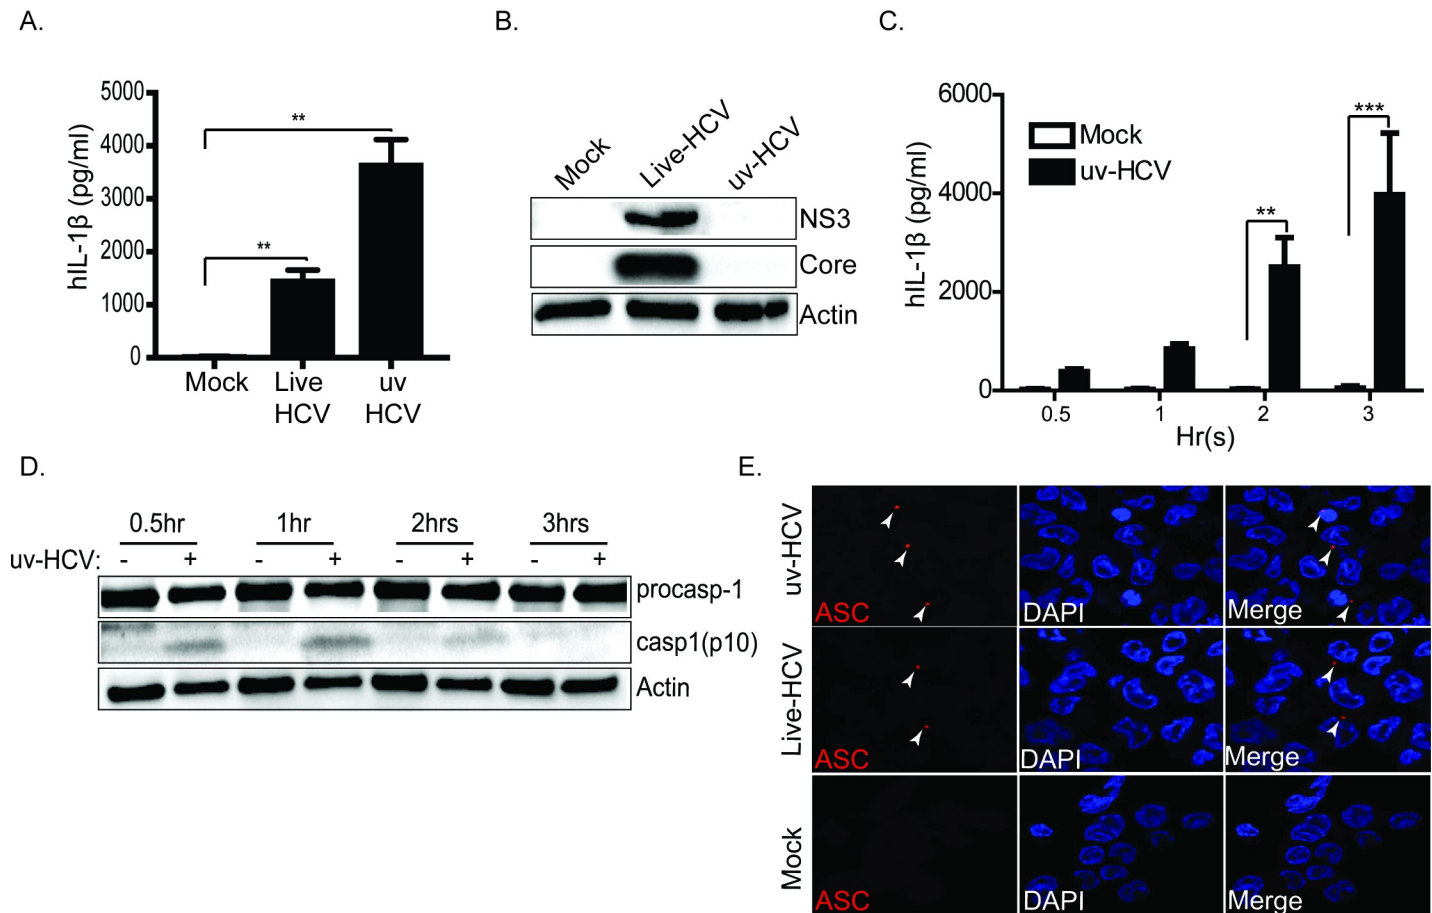 A.
B.
C.
hIL-1β (pg/ml)
5000
4000
3000
2000
1000
0
**
**
Mock
Live
HCV
uv
HCV
Mock
Live-HCV
uv-HCV
NS3
Core
Actin
hIL-1β (pg/ml)
6000
4000
2000
0
Mock
uv-HCV
**
***
0.5
1
2
3
Hr(s)
D.
E.
0.5hr 1hr 2hrs 3hrs
uv-HCV: - + - + - + - +
procasp-1
casp1(p10)
Actin
uv-HCV
ASC
DAPI
Merge
Live-HCV
ASC
DAPI
Merge
Mock
ASC
DAPI
Merge